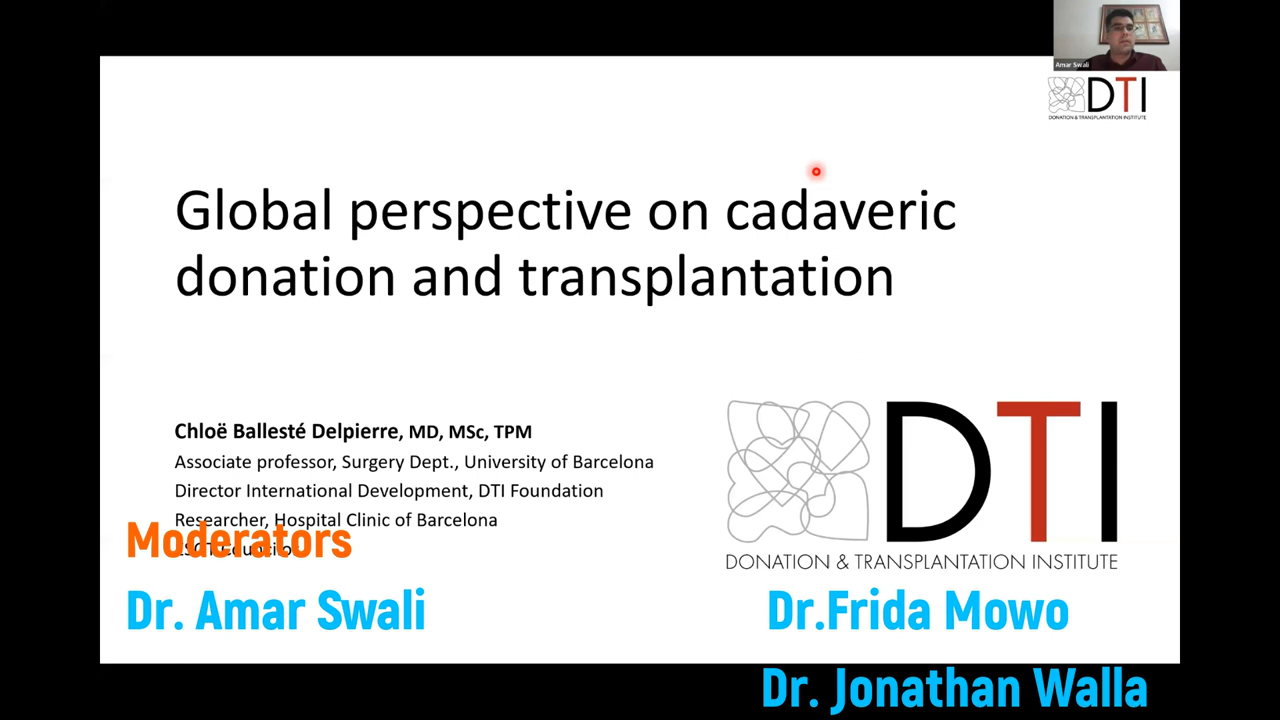 Amar Swali
DTI
DONATION & TRANSPLANTATION INSTITUTE
Global perspective on cadaveric
donation and transplantation
Chloë Ballesté Delpierre, MD, MSc, TPM
Associate professor, Surgery Dept., University of Barcelona
Director International Development, DTI Foundation
Researcher, Hospital Clinic of Barcelona
DTI
DONATION & TRANSPLANTATION INSTITUTE
Moderators
Dr. Amar Swali
Dr.Frida Mowo
Dr. Jonathan Walla